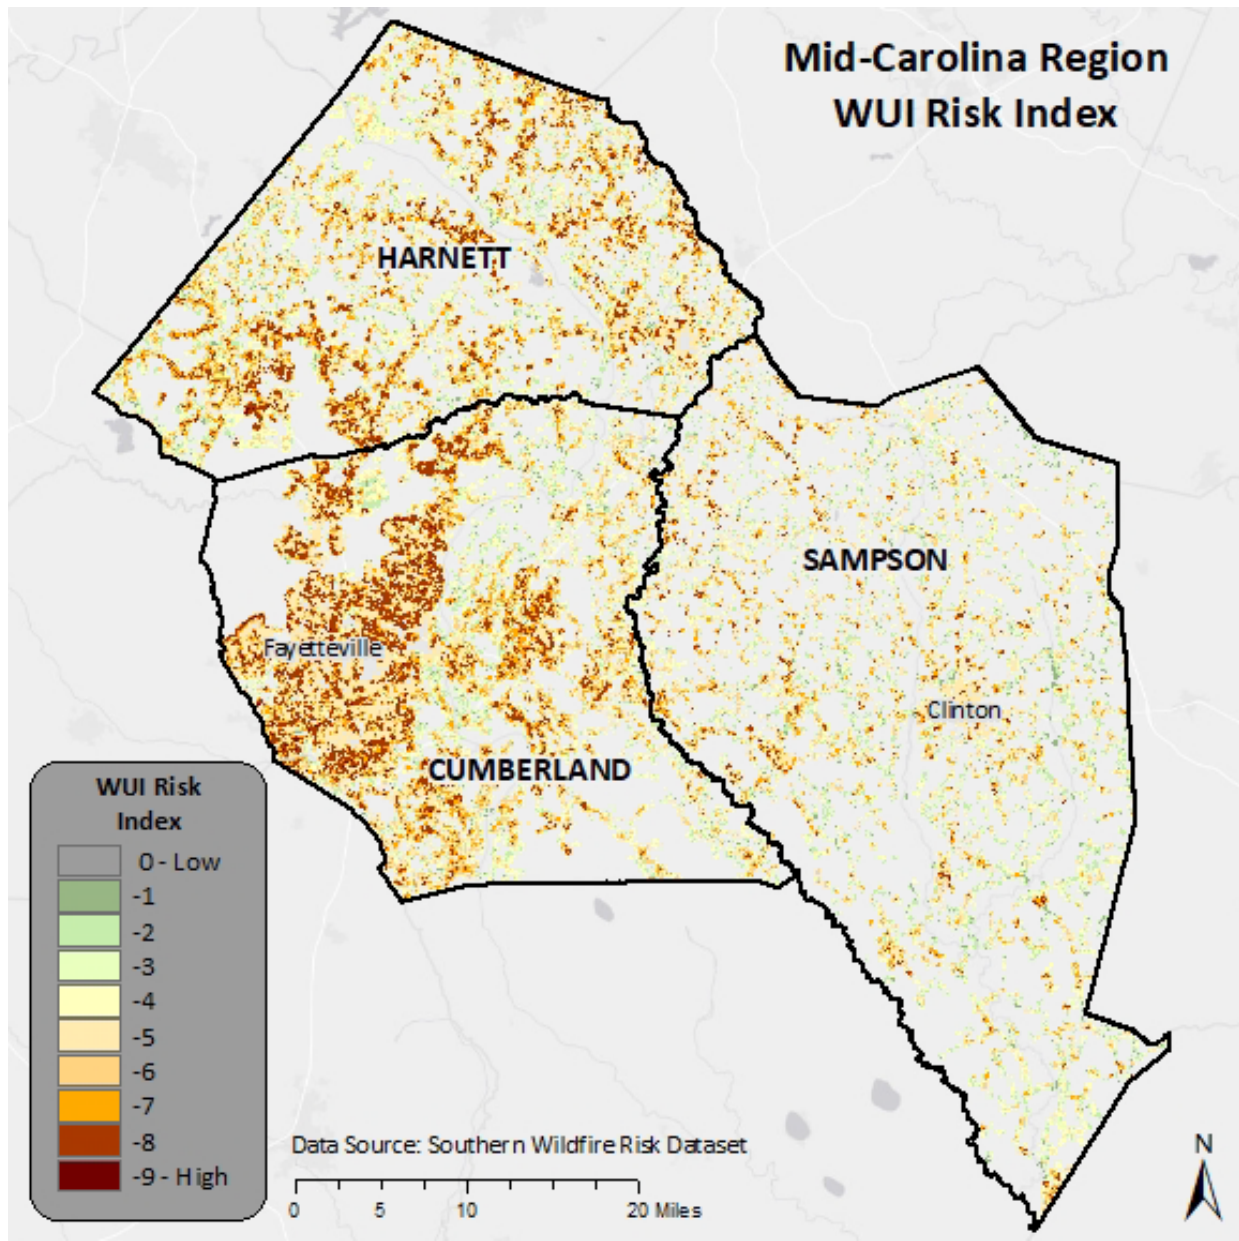 Mid-Carolina Region
WUI Risk Index
HARNETT
SAMPSON
Fayetteville
Clinton
CUMBERLAND
WUI Risk
Index
0 - Low
-1
-2
-3
-4
-5
-6
-7
-8
-9 - High
Data Source: Southern Wildfire Risk Dataset
0 5 10 20 Miles
N